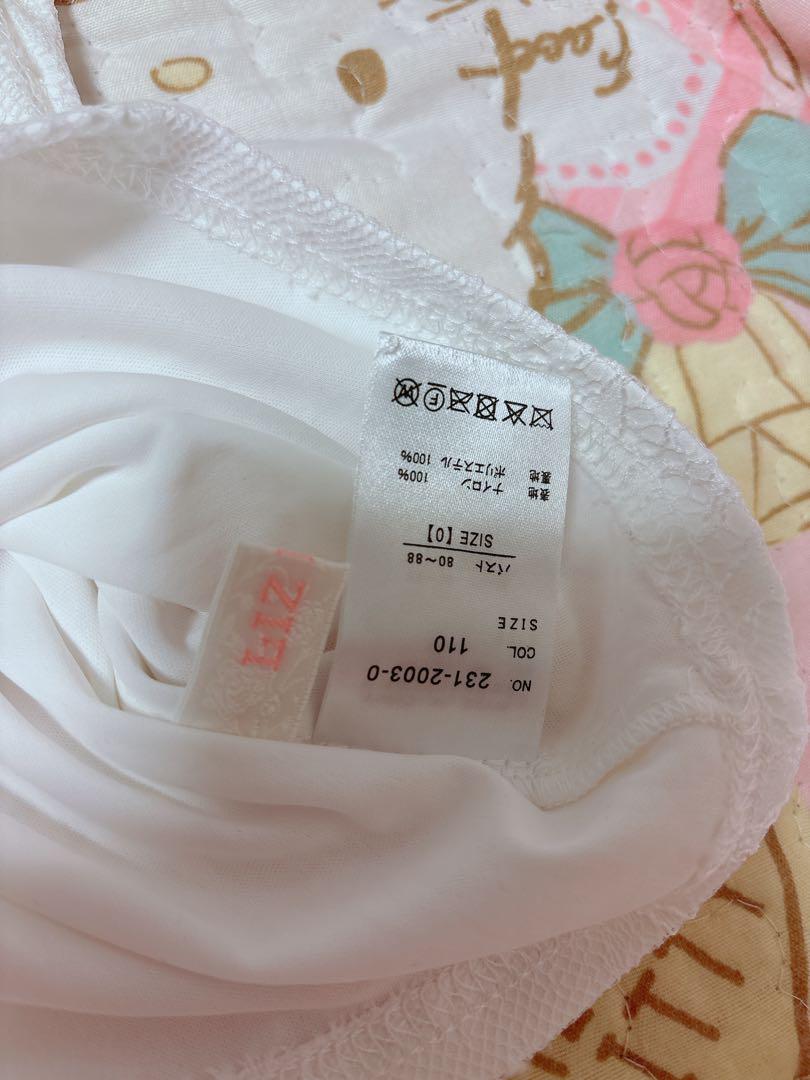 NO. 231-2003-0
COL. 110
SIZE
バスト 80～88
SIZE【0】
表地 ナイロン 100%
裏地 ポリエステル 100%
W F
LIZ